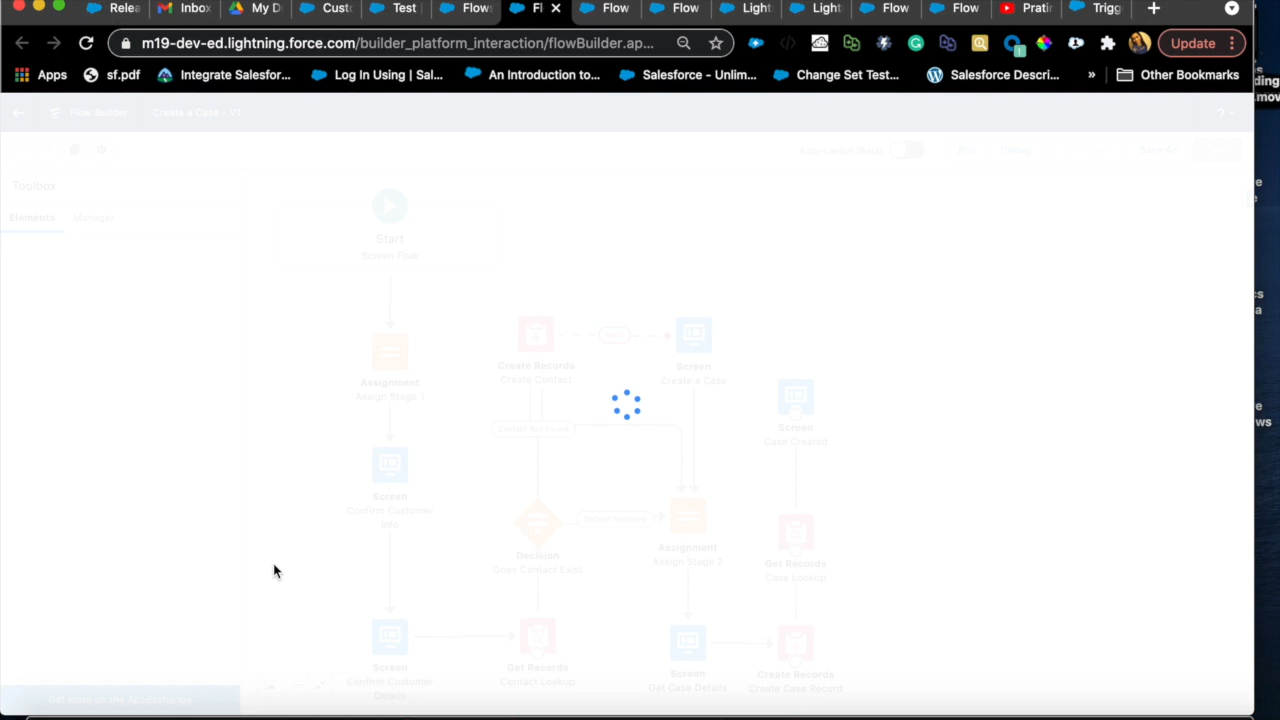 Relea
Inbox
My D
Custo
Test
Flows
Fl
Flow
Flow
Light
Light
Flow
Flow
Pratir
Trigg
m19-dev-ed.lightning.force.com/builder_platform_interaction/flowBuilder.ap...
Update
Apps
sf.pdf
Integrate Salesfor...
Log In Using | Sal...
An Introduction to...
Salesforce - Unlim...
Change Set Test...
Salesforce Descri...
»
Other Bookmarks
Flow Builder
Create a Case - V1
?
Auto-Layout (Beta)
Run
Debug
Save As
Toolbox
Elements
Manager
Start
Screen Flow
Assignment
Assign Stage 1
Screen
Confirm Customer
Info
Screen
Confirm Customer
Details
Create Records
Create Contact
Contact Not Found
Decision
Does Contact Exist
Get Records
Contact Lookup
Screen
Create a Case
Default Outcome
Assignment
Assign Stage 2
Screen
Get Case Details
Screen
Case Created
Get Records
Case Lookup
Create Records
Create Case Record
Get more on the AppExchange